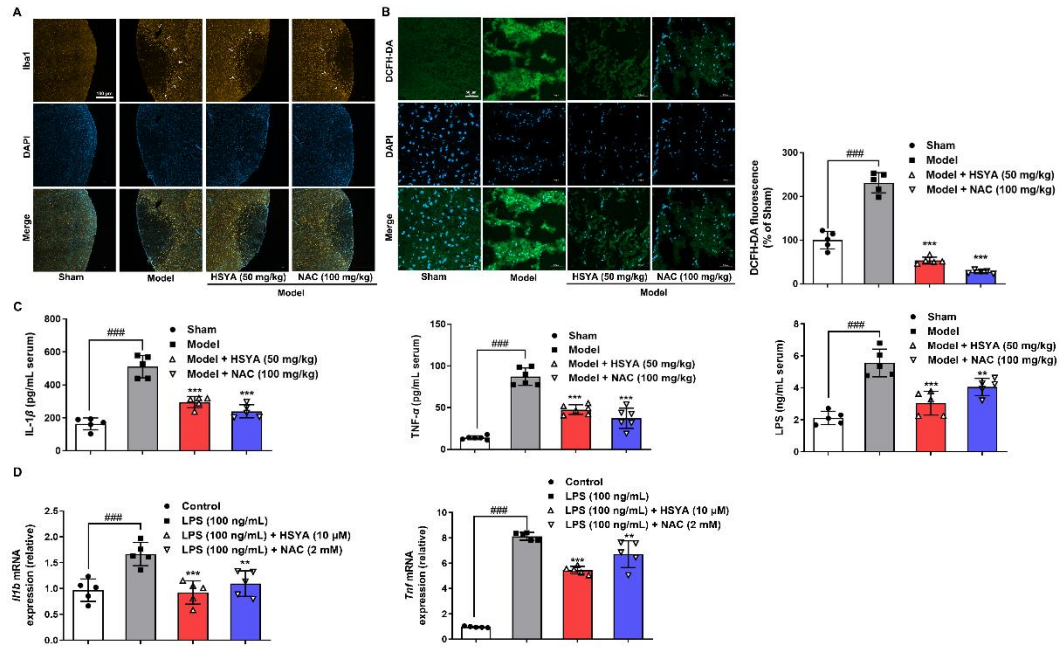 A
Iba1
100 μm
DAPI
Merge
Sham
Model
HSYA (50 mg/kg)
NAC (100 mg/kg)
Model
B
DCFH-DA
DAPI
Merge
Sham
Model
HSYA (50 mg/kg)
NAC (100 mg/kg)
Model
DCFH-DA fluorescence
(% of Sham)
300
200
100
0
###
***
***
Sham
Model
Model + HSYA (50 mg/kg)
Model + NAC (100 mg/kg)
C
IL-1β (pg/mL serum)
800
600
400
200
0
###
***
***
Sham
Model
Model + HSYA (50 mg/kg)
Model + NAC (100 mg/kg)
TNF-α (pg/mL serum)
150
100
50
0
###
***
***
Sham
Model
Model + HSYA (50 mg/kg)
Model + NAC (100 mg/kg)
LPS (ng/mL serum)
10
8
6
4
2
0
###
***
**
Sham
Model
Model + HSYA (50 mg/kg)
Model + NAC (100 mg/kg)
D
Il1b mRNA
expression (relative)
2.5
2.0
1.5
1.0
0.5
0.0
###
***
**
Control
LPS (100 ng/mL)
LPS (100 ng/mL) + HSYA (10 μM)
LPS (100 ng/mL) + NAC (2 mM)
Tnf mRNA
expression (relative)
10
8
6
4
2
0
###
***
**
Control
LPS (100 ng/mL)
LPS (100 ng/mL) + HSYA (10 μM)
LPS (100 ng/mL) + NAC (2 mM)